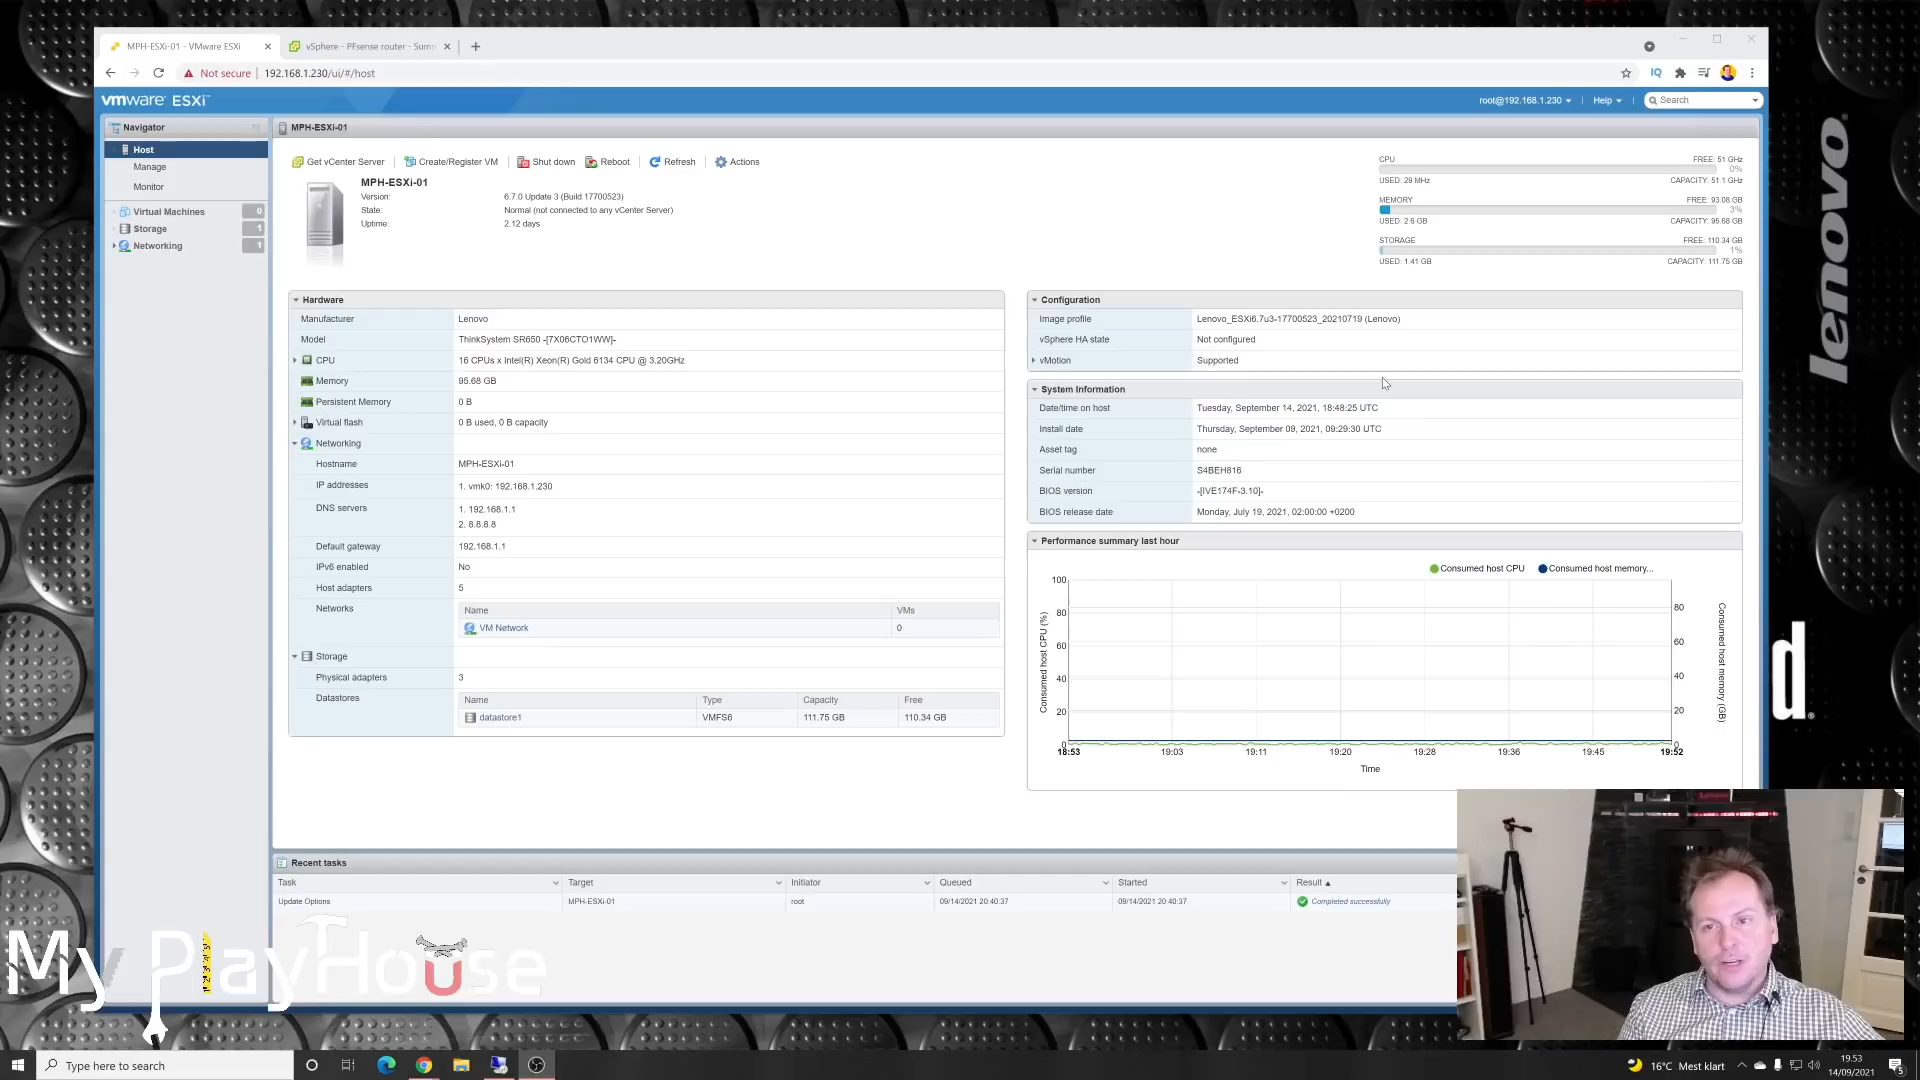 MPH-ESXi-01 - VMware ESXi
vSphere - PFsense router - Sum
Not secure
192.168.1.230/ui/#/host
IQ
vmware ESXi
root@192.168.1.230
Help
Search
Navigator
MPH-ESXi-01
Host
Manage
Monitor
Virtual Machines 0
Storage 1
Networking 1
Get vCenter Server
Create/Register VM
Shut down
Reboot
Refresh
Actions
MPH-ESXi-01
Version: 6.7.0 Update 3 (Build 17700523)
State: Normal (not connected to any vCenter Server)
Uptime: 2.12 days
CPU FREE: 51 GHz
0%
USED: 29 MHz CAPACITY: 51.1 GHz
MEMORY FREE: 93.08 GB
3%
USED: 2.6 GB CAPACITY: 95.68 GB
STORAGE FREE: 110.34 GB
1%
USED: 1.41 GB CAPACITY: 111.75 GB
Hardware
Manufacturer Lenovo
Model ThinkSystem SR650 -[7X06CTO1WW]-
CPU 16 CPUs x Intel(R) Xeon(R) Gold 6134 CPU @ 3.20GHz
Memory 95.68 GB
Persistent Memory 0 B
Virtual flash 0 B used, 0 B capacity
Networking
Hostname MPH-ESXi-01
IP addresses 1. vmk0: 192.168.1.230
DNS servers 1. 192.168.1.1
2. 8.8.8.8
Default gateway 192.168.1.1
IPv6 enabled No
Host adapters 5
Networks Name VMs
VM Network 0
Storage
Physical adapters 3
Datastores Name Type Capacity Free
datastore1 VMFS6 111.75 GB 110.34 GB
Configuration
Image profile Lenovo_ESXi6.7u3-17700523_20210719 (Lenovo)
vSphere HA state Not configured
vMotion Supported
System Information
Date/time on host Tuesday, September 14, 2021, 18:48:25 UTC
Install date Thursday, September 09, 2021, 09:29:30 UTC
Asset tag none
Serial number S4BEH816
BIOS version -[IVE174F-3.10]-
BIOS release date Monday, July 19, 2021, 02:00:00 +0200
Performance summary last hour
Consumed host CPU Consumed host memory...
100
80 80
60 60
40 40
20 20
0 0
Consumed host CPU (%)
Consumed host memory (GB)
18:53 19:03 19:11 19:20 19:28 19:36 19:45 19:52
Time
Recent tasks
Task Target Initiator Queued Started Result
Update Options MPH-ESXi-01 root 09/14/2021 20:40:37 09/14/2021 20:40:37 Completed successfully
lenovo
d
My PlayHouse
Type here to search
16°C Mest klart
19.53
14/09/2021
5